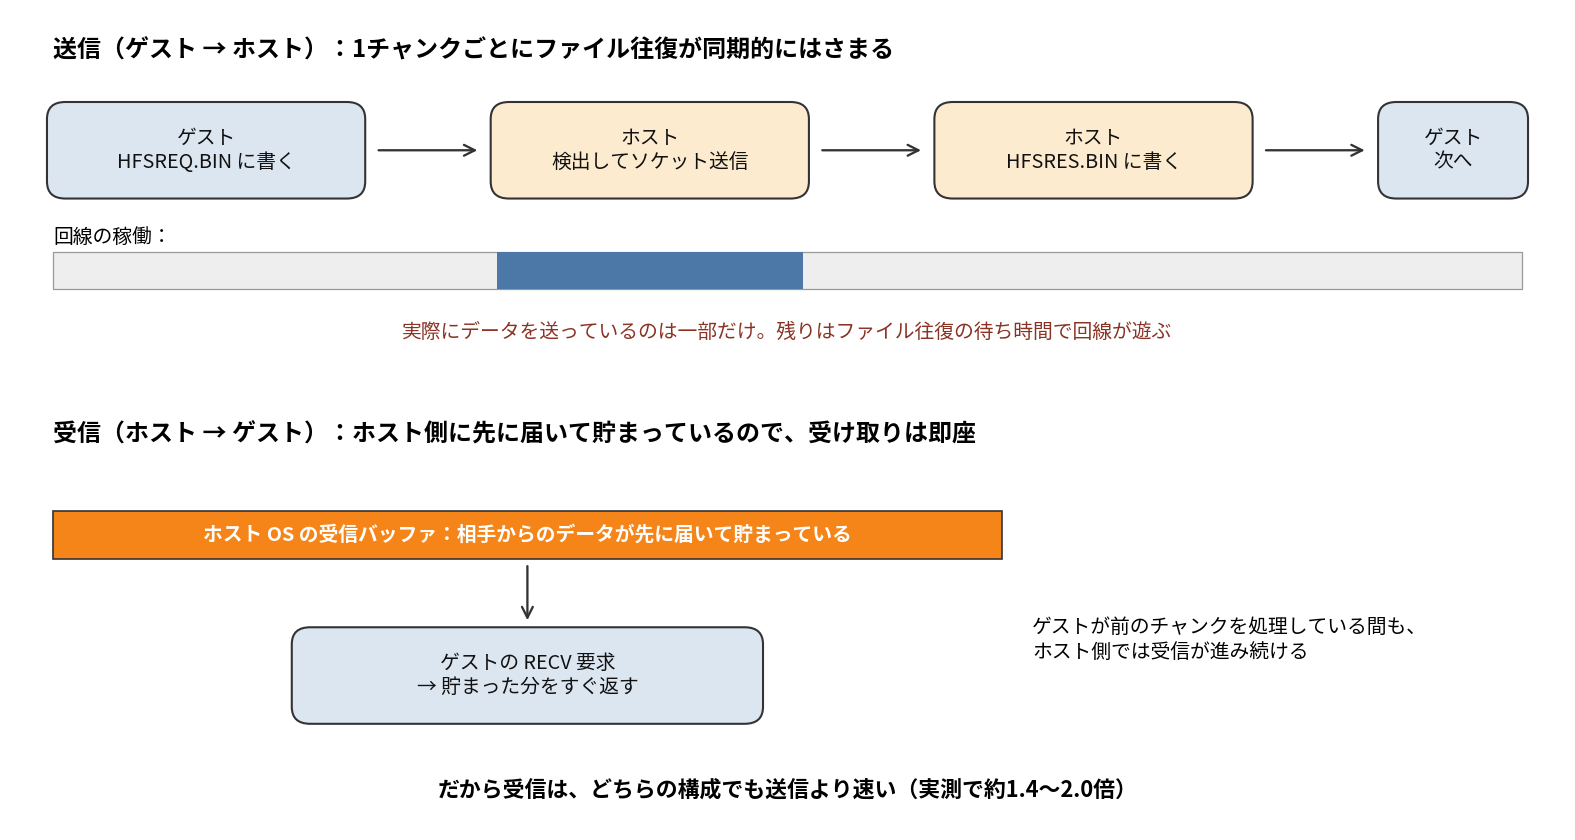 送信（ゲスト → ホスト）：1チャンクごとにファイル往復が同期的にはさまる
ゲスト
HFSREQ.BIN に書く
ホスト
検出してソケット送信
ホスト
HFSRES.BIN に書く
ゲスト
次へ
回線の稼働：
実際にデータを送っているのは一部だけ。残りはファイル往復の待ち時間で回線が遊ぶ
受信（ホスト → ゲスト）：ホスト側に先に届いて貯まっているので、受け取りは即座
ホスト OS の受信バッファ：相手からのデータが先に届いて貯まっている
ゲストの RECV 要求
→ 貯まった分をすぐ返す
ゲストが前のチャンクを処理している間も、
ホスト側では受信が進み続ける
だから受信は、どちらの構成でも送信より速い（実測で約1.4〜2.0倍）